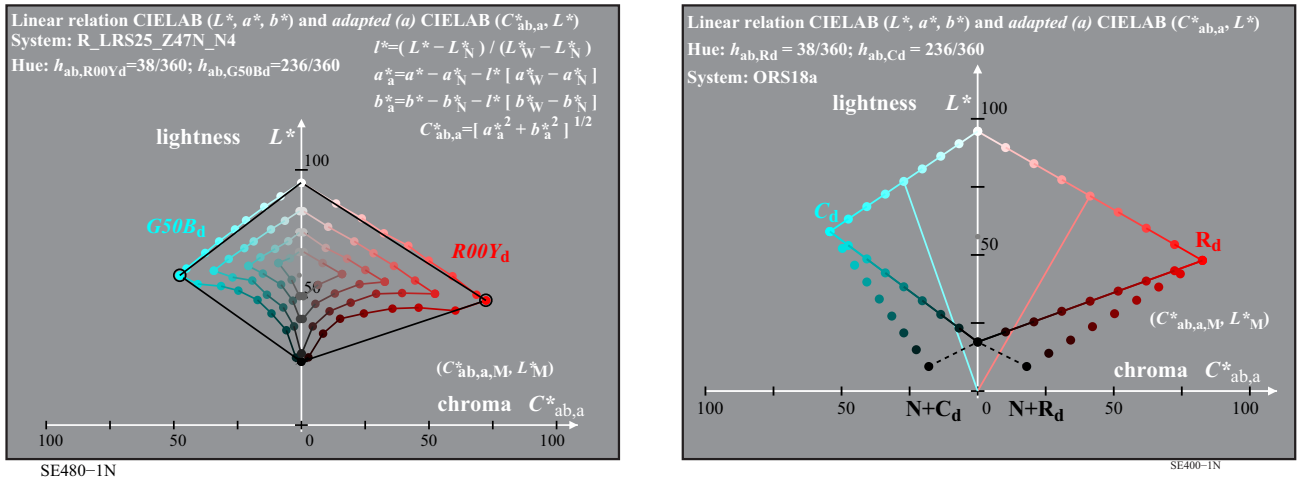 Linear relation CIELAB (L*, a*, b*) and adapted (a) CIELAB (C*ab,a, L*)
System: R_LRS25_Z47N_N4
l*=( L* − L*N ) / (L*W − L*N )
Hue: hab,R00Yd=38/360; hab,G50Bd=236/360
a*a=a* − a*N − l* [ a*W − a*N ]
b*a=b* − b*N − l* [ b*W − b*N ]
C*ab,a=[ a*a 2 + b*a 2 ] 1/2
lightness L*
100
G50Bd
R00Yd
50
(C*ab,a,M, L*M)
chroma C*ab,a
100 50 0 50 100
SE480−1N
Linear relation CIELAB (L*, a*, b*) and adapted (a) CIELAB (C*ab,a, L*)
Hue: hab,Rd = 38/360; hab,Cd = 236/360
System: ORS18a
lightness L*
100
Cd
50
Rd
(C*ab,a,M, L*M)
chroma C*ab,a
100 50 N+Cd 0 N+Rd 50 100
SE400−1N